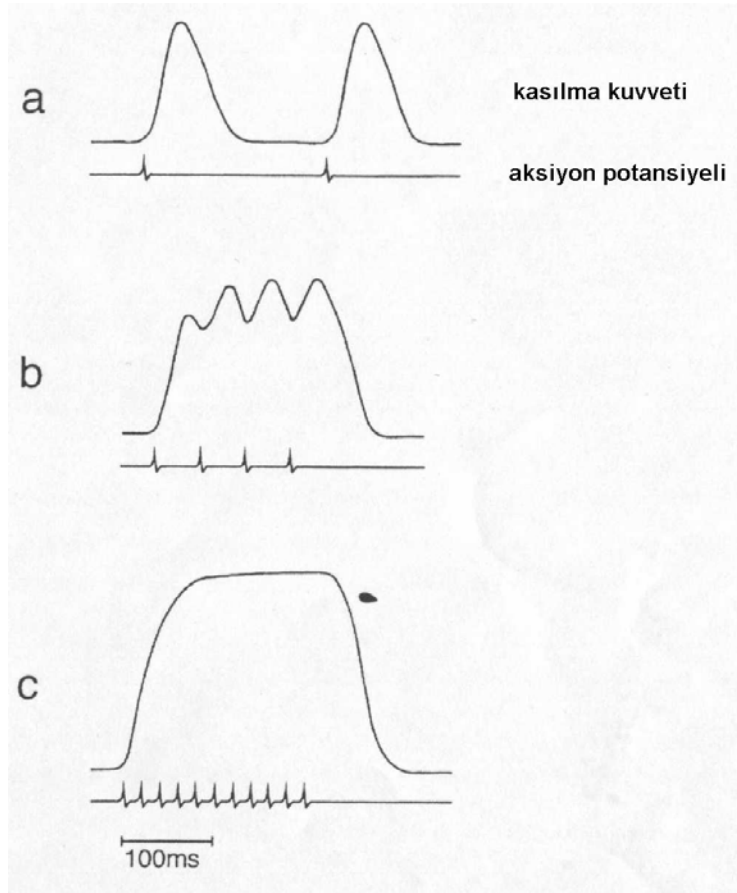 a
kasılma kuvveti
aksiyon potansiyeli
b
c
100ms